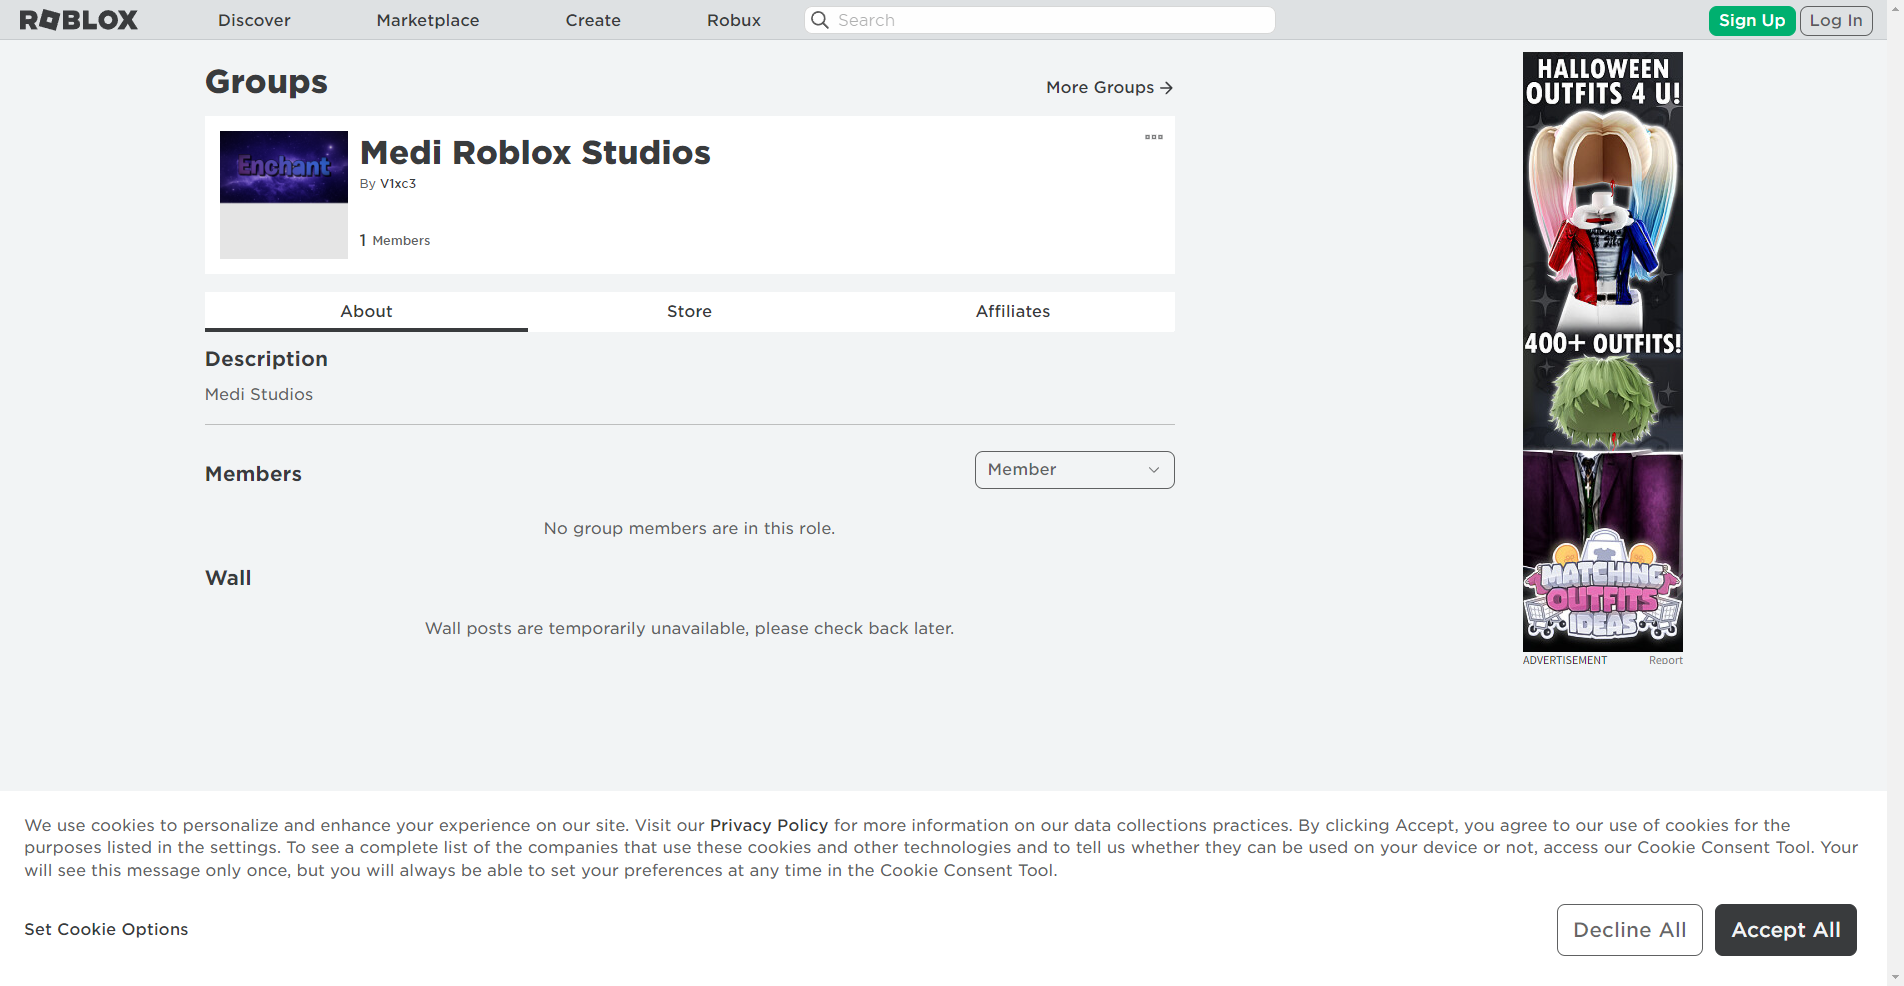 ROBLOX
Discover
Marketplace
Create
Robux
Search
Sign Up
Log In
Groups
More Groups
Enchant
Medi Roblox Studios
By V1xc3
1 Members
About
Store
Affiliates
Description
Medi Studios
Members
Member
No group members are in this role.
Wall
Wall posts are temporarily unavailable, please check back later.
HALLOWEEN
OUTFITS 4 U!
400+ OUTFITS!
MATCHING
OUTFITS
IDEAS
ADVERTISEMENT
Report
We use cookies to personalize and enhance your experience on our site. Visit our Privacy Policy for more information on our data collections practices. By clicking Accept, you agree to our use of cookies for the
purposes listed in the settings. To see a complete list of the companies that use these cookies and other technologies and to tell us whether they can be used on your device or not, access our Cookie Consent Tool. Your
will see this message only once, but you will always be able to set your preferences at any time in the Cookie Consent Tool.
Set Cookie Options
Decline All
Accept All